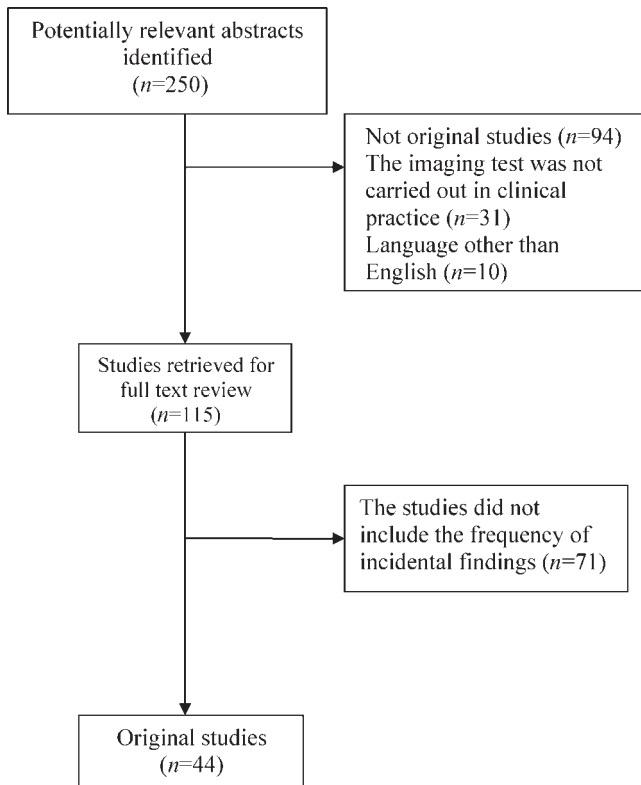 Potentially relevant abstracts
identified
(n=250)
Not original studies (n=94)
The imaging test was not
carried out in clinical
practice (n=31)
Language other than
English (n=10)
Studies retrieved for
full text review
(n=115)
The studies did not
include the frequency of
incidental findings (n=71)
Original studies
(n=44)